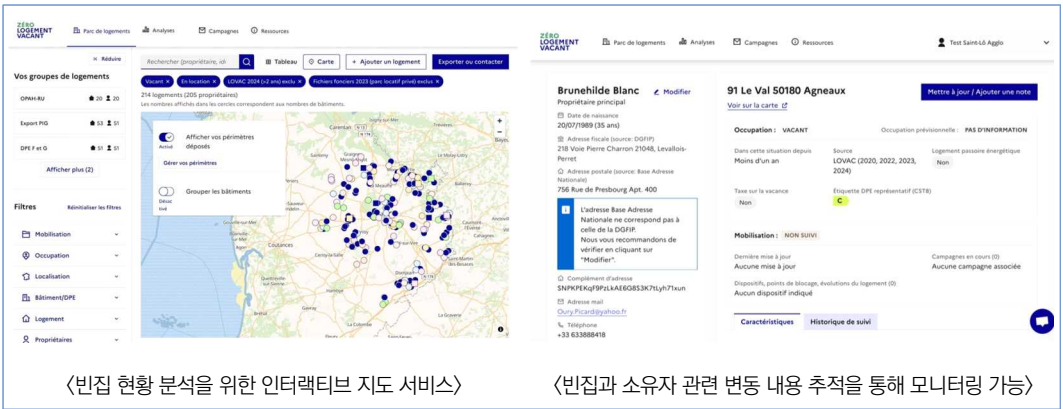 ZÉRO
LOGEMENT
VACANT
Parc de logements
Analyses
Campagnes
Ressources
« Réduire
Vos groupes de logements
OPAH-RU 20 20
Export PIG 53 51
DPE F et G 51 51
Afficher plus (2)
Filtres
Réinitialiser les filtres
Mobilisation
Occupation
Localisation
Bâtiment/DPE
Logement
Propriétaires
Rechercher (propriétaire, ide
Tableau
Carte
+ Ajouter un logement
Exporter ou contacter
Vacant ×
En location ×
LOVAC 2024 (>2 ans) exclu ×
Fichiers fonciers 2023 (parc locatif privé) exclus ×
214 logements (205 propriétaires)
Les nombres affichés dans les cercles correspondent aux nombres de bâtiments.
Activé
Afficher vos périmètres
déposés
Gérer vos périmètres
Désac
tivé
Grouper les bâtiments
Carentan
Coutances
Cerisy-la-Salle
Gavray
La Colombe
〈빈집 현황 분석을 위한 인터랙티브 지도 서비스〉
ZÉRO
LOGEMENT
VACANT
Parc de logements
Analyses
Campagnes
Ressources
Test Saint-Lô Agglo
Brunehilde Blanc
Modifier
Propriétaire principal
Date de naissance
20/07/1989 (35 ans)
Adresse fiscale (source: DGFIP)
218 Voie Pierre Charron 21048, Levallois-
Perret
Adresse postale (source: Base Adresse
Nationale)
756 Rue de Presbourg Apt. 400
L'adresse Base Adresse
Nationale ne correspond pas à
celle de la DGFIP.
Nous vous recommandons de
vérifier en cliquant sur
"Modifier".
Complément d'adresse
Adresse mail
Oury.Picard@yahoo.fr
Téléphone
+33 633888418
91 Le Val 50180 Agneaux
Voir sur la carte
Mettre à jour / Ajouter une note
Occupation : VACANT
Occupation prévisionnelle : PAS D'INFORMATION
Dans cette situation depuis
Moins d'un an
Source
LOVAC (2020, 2022, 2023,
2024)
Logement passoire énergétique
Non
Taxe sur la vacance
Non
Étiquette DPE représentatif (CSTB)
C
Mobilisation : NON SUIVI
Dernière mise à jour
Aucune mise à jour
Campagnes en cours (0)
Aucune campagne associée
Dispositifs, points de blocage, évolutions du logement (0)
Aucun dispositif indiqué
Caractéristiques
Historique de suivi
〈빈집과 소유자 관련 변동 내용 추적을 통해 모니터링 가능〉